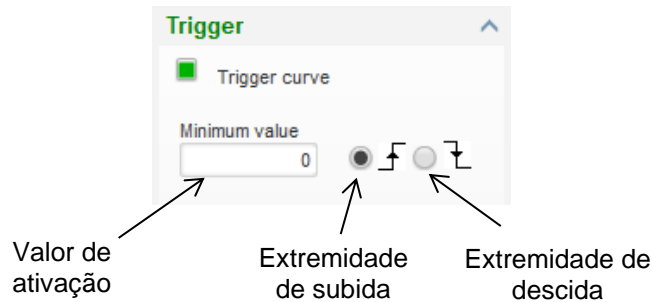 Trigger
Trigger curve
Minimum value
0
Valor de
ativação
Extremidade
de subida
Extremidade de
descida